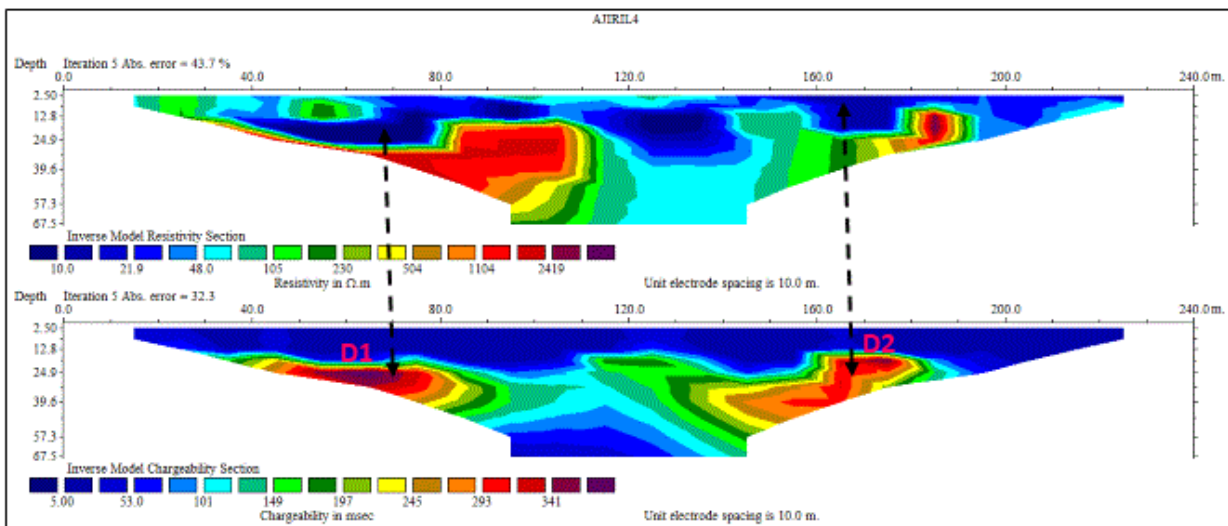 AJIRIL4
Depth Iteration 5 Abs. error = 43.7 %
0.0 40.0 80.0 120.0 160.0 200.0 240.0 m.
2.50
12.8
24.9
39.6
57.3
67.5
Inverse Model Resistivity Section
10.0 21.9 48.0 105 230 504 1104 2419
Resistivity in Ω.m Unit electrode spacing is 10.0 m.
Depth Iteration 5 Abs. error = 32.3
0.0 40.0 80.0 120.0 160.0 200.0 240.0 m.
2.50
12.8
D1 D2
24.9
39.6
57.3
67.5
Inverse Model Chargeability Section
5.00 53.0 101 149 197 245 293 341
Chargeability in msec Unit electrode spacing is 10.0 m.